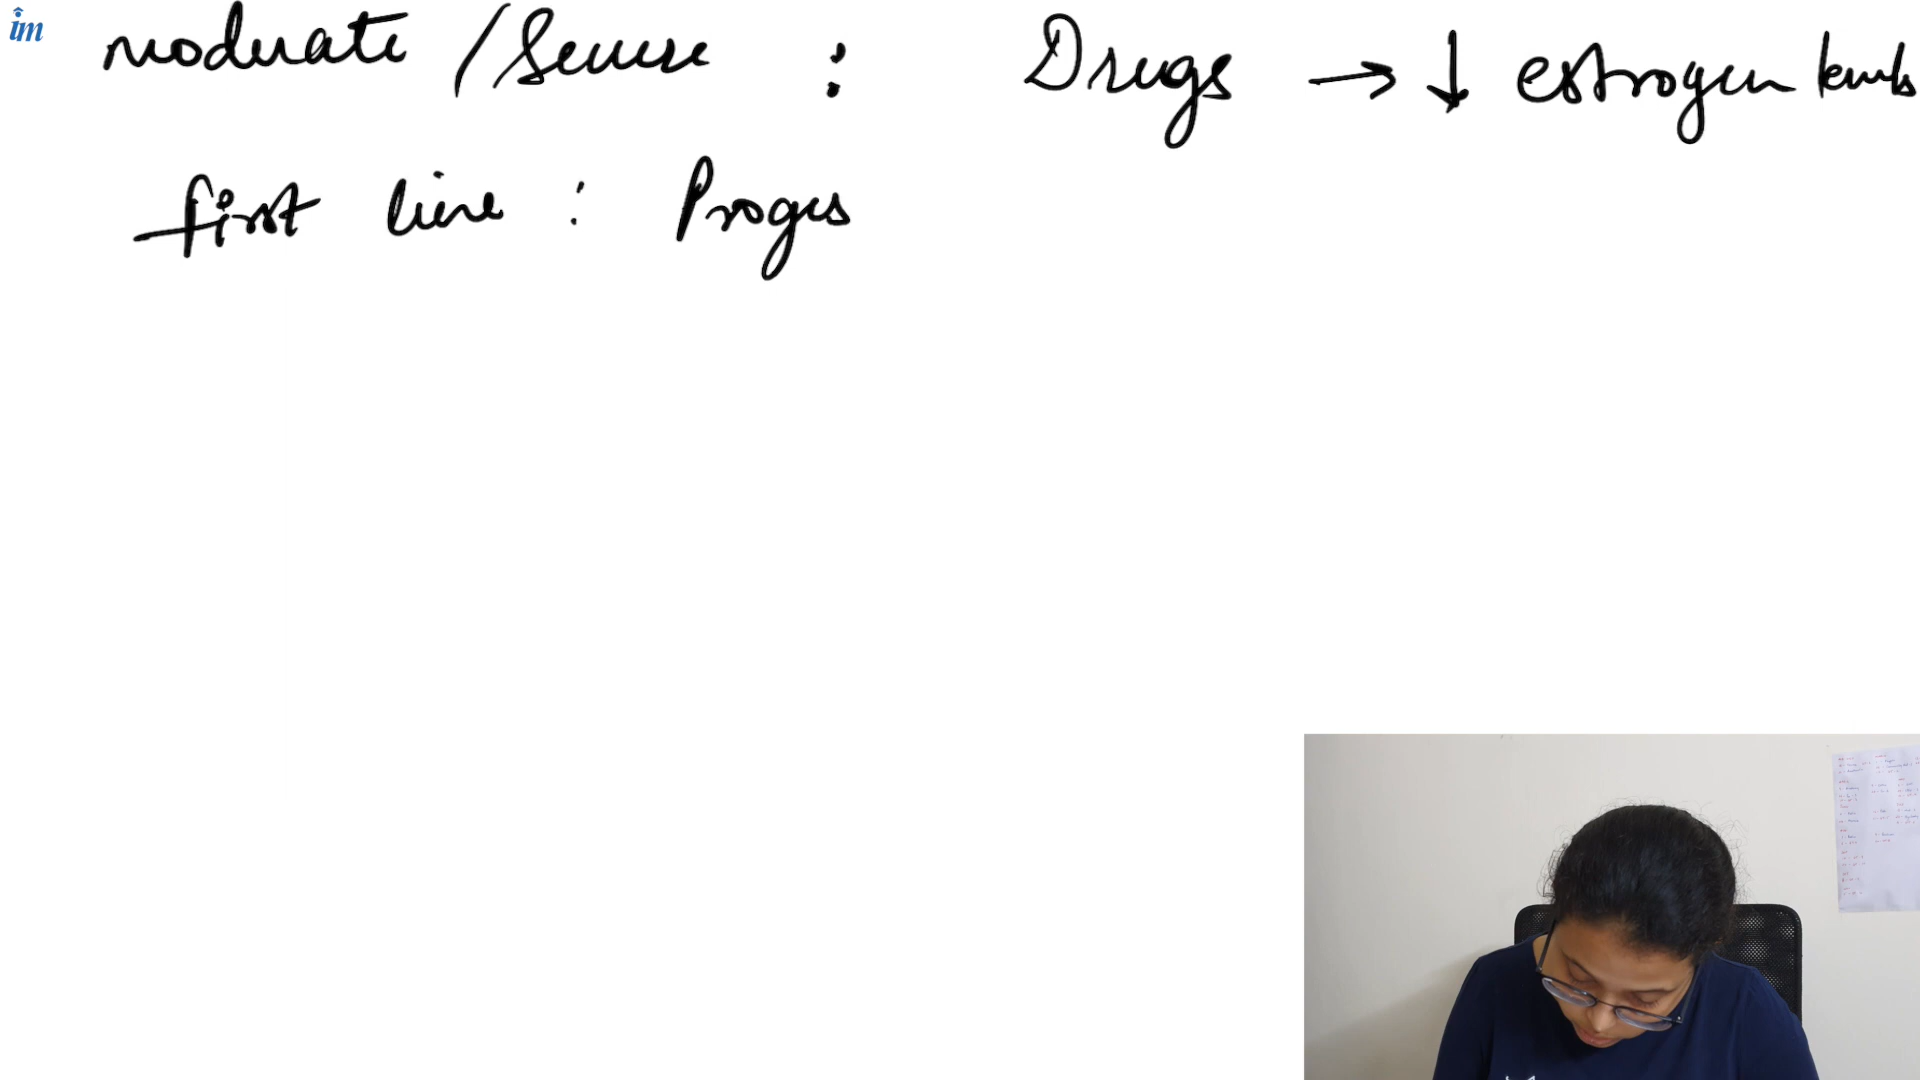 im
moderate / Severe : Drugs → ↓ estrogen levels
first line : Proges